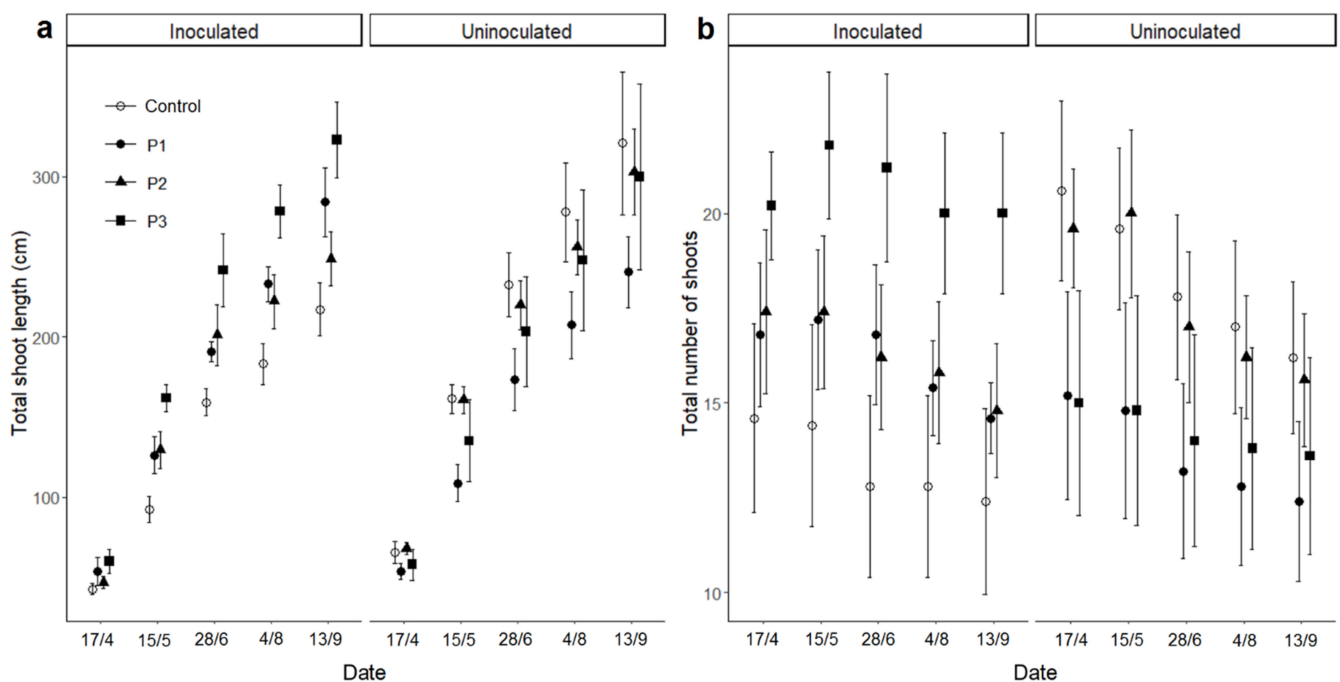 a
Inoculated
Uninoculated
Control
P1
P2
P3
Total shoot length (cm)
300
200
100
17/4 15/5 28/6 4/8 13/9
17/4 15/5 28/6 4/8 13/9
Date
b
Inoculated
Uninoculated
Total number of shoots
20
15
10
17/4 15/5 28/6 4/8 13/9
17/4 15/5 28/6 4/8 13/9
Date